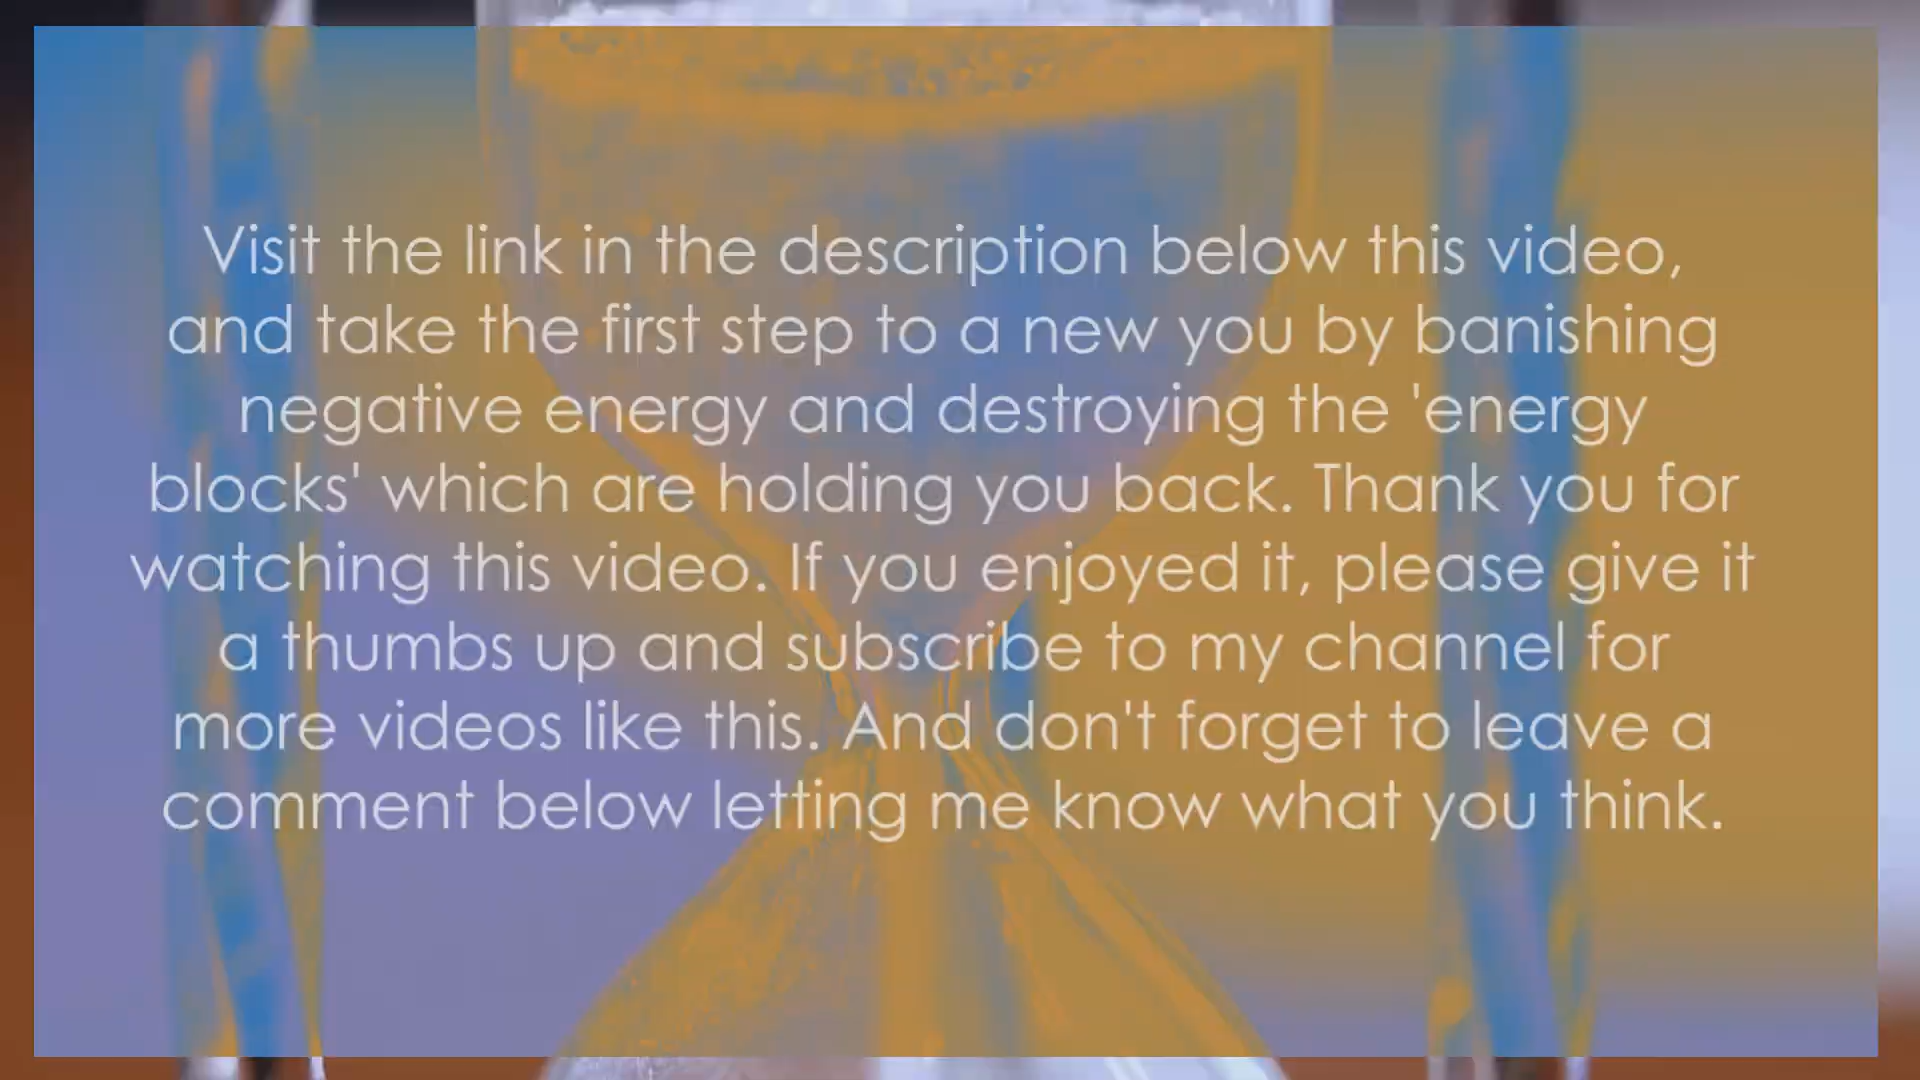 Visit the link in the description below this video,
and take the first step to a new you by banishing
negative energy and destroying the 'energy
blocks' which are holding you back. Thank you for
watching this video. If you enjoyed it, please give it
a thumbs up and subscribe to my channel for
more videos like this. And don't forget to leave a
comment below letting me know what you think.